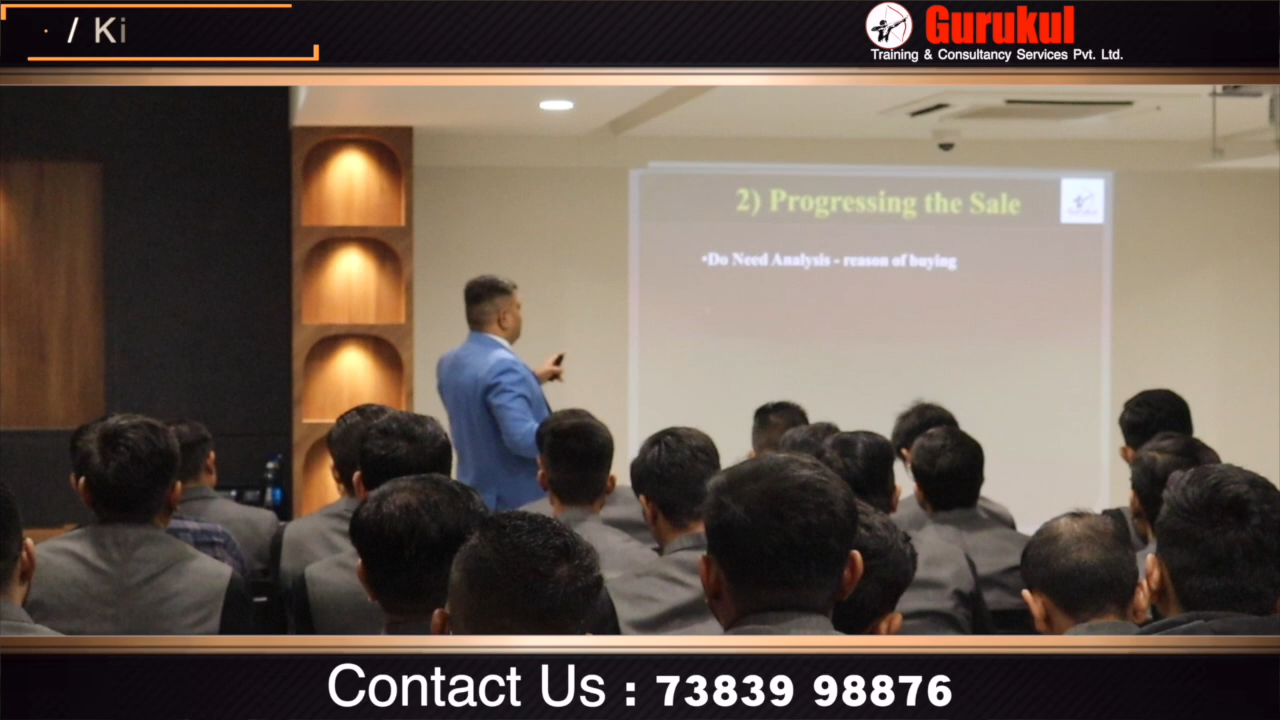 / Ki
Gurukul
Training & Consultancy Services Pvt. Ltd.
2) Progressing the Sale
•Do Need Analysis - reason of buying
Contact Us : 73839 98876